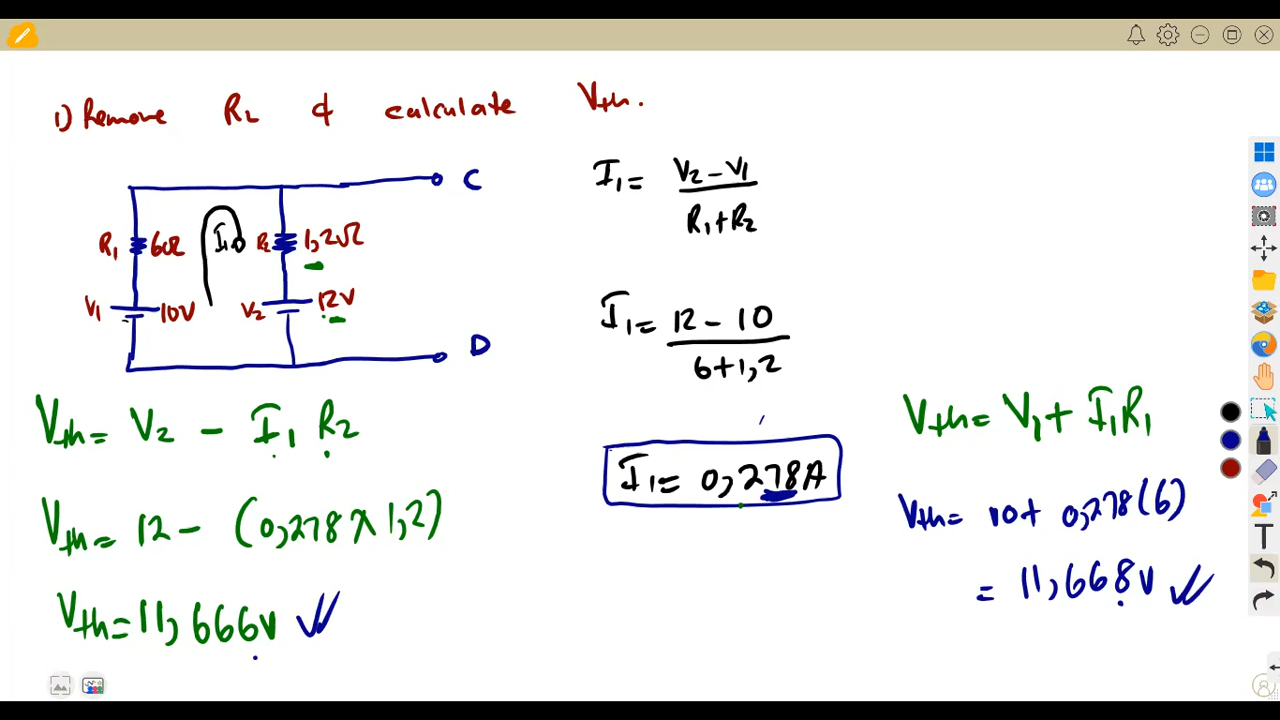 1) Remove R2 & calculate Vth.
C
R1 6Ω I1 R2 1,2Ω
V1 10V V2 12V
D
I1 = V2 - V1
R1 + R2
I1 = 12 - 10
6 + 1,2
I1 = 0,278A
Vth = V2 - I1 R2
Vth = 12 - (0,278 x 1,2)
Vth = 11,666v
Vth = V1 + I1R1
Vth = 10 + 0,278(6)
= 11,668v
T